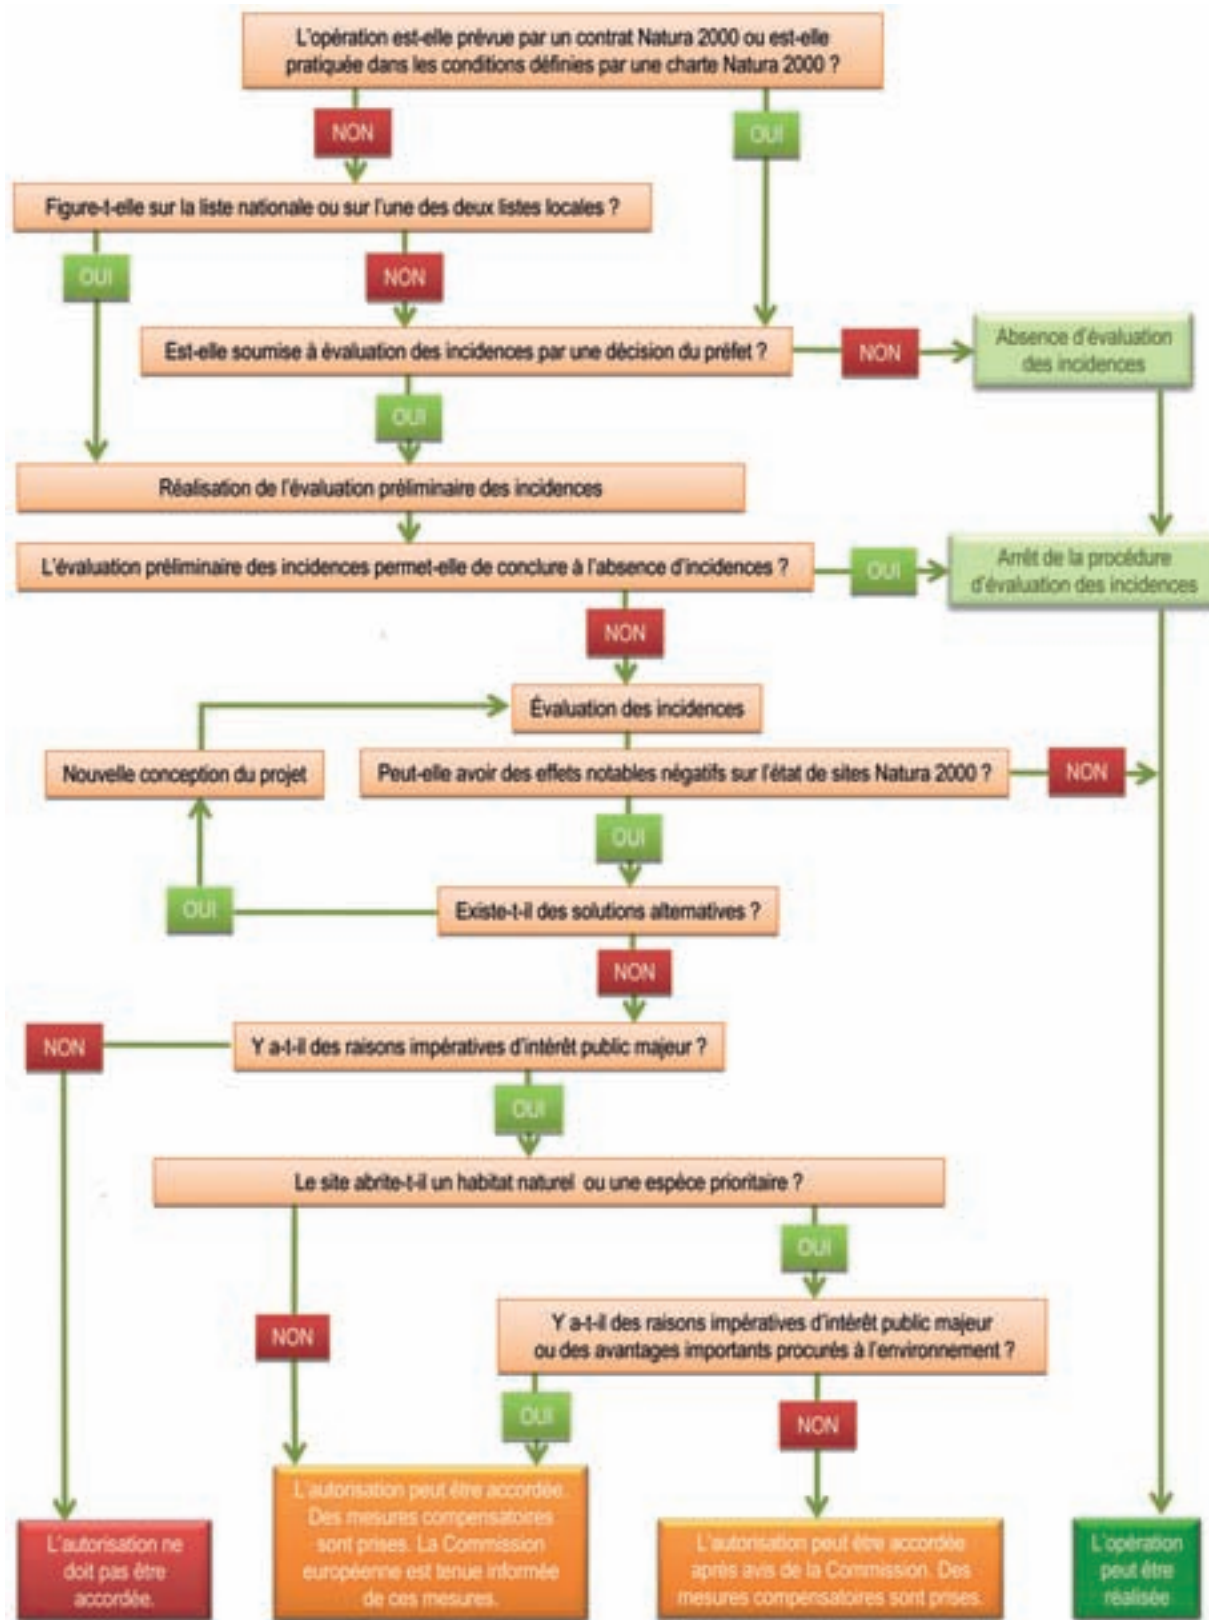 L'opération est-elle prévue par un contrat Natura 2000 ou est-elle
pratiquée dans les conditions définies par une charte Natura 2000 ?
NON
OUI
Figure-t-elle sur la liste nationale ou sur l'une des deux listes locales ?
OUI
NON
Est-elle soumise à évaluation des incidences par une décision du préfet ?
NON
Absence d'évaluation
des incidences
OUI
Réalisation de l'évaluation préliminaire des incidences
L'évaluation préliminaire des incidences permet-elle de conclure à l'absence d'incidences ?
OUI
Arrêt de la procédure
d'évaluation des incidences
NON
Évaluation des incidences
Nouvelle conception du projet
Peut-elle avoir des effets notables négatifs sur l'état de sites Natura 2000 ?
NON
OUI
OUI
Existe-t-il des solutions alternatives ?
NON
NON
Y a-t-il des raisons impératives d'intérêt public majeur ?
OUI
Le site abrite-t-il un habitat naturel ou une espèce prioritaire ?
OUI
NON
Y a-t-il des raisons impératives d'intérêt public majeur
ou des avantages importants procurés à l'environnement ?
OUI
NON
L'autorisation ne
doit pas être
accordée.
L'autorisation peut être accordée.
Des mesures compensatoires
sont prises. La Commission
européenne est tenue informée
de ces mesures.
L'autorisation peut être accordée
après avis de la Commission. Des
mesures compensatoires sont prises.
L'opération
peut être
réalisée